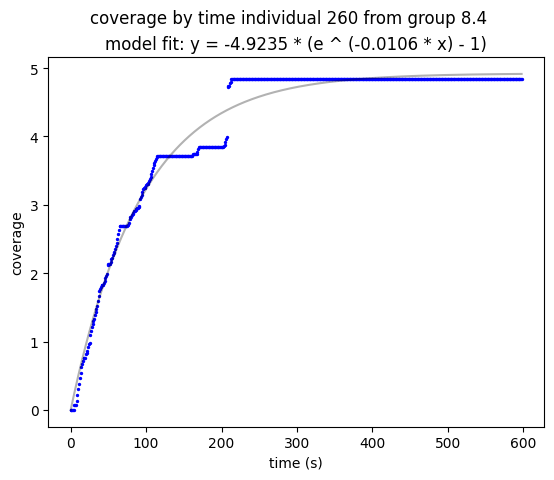 coverage by time individual 260 from group 8.4
model fit: y = -4.9235 * (e ^ (-0.0106 * x) - 1)
5
4
3
2
1
0
coverage
0 100 200 300 400 500 600
time (s)